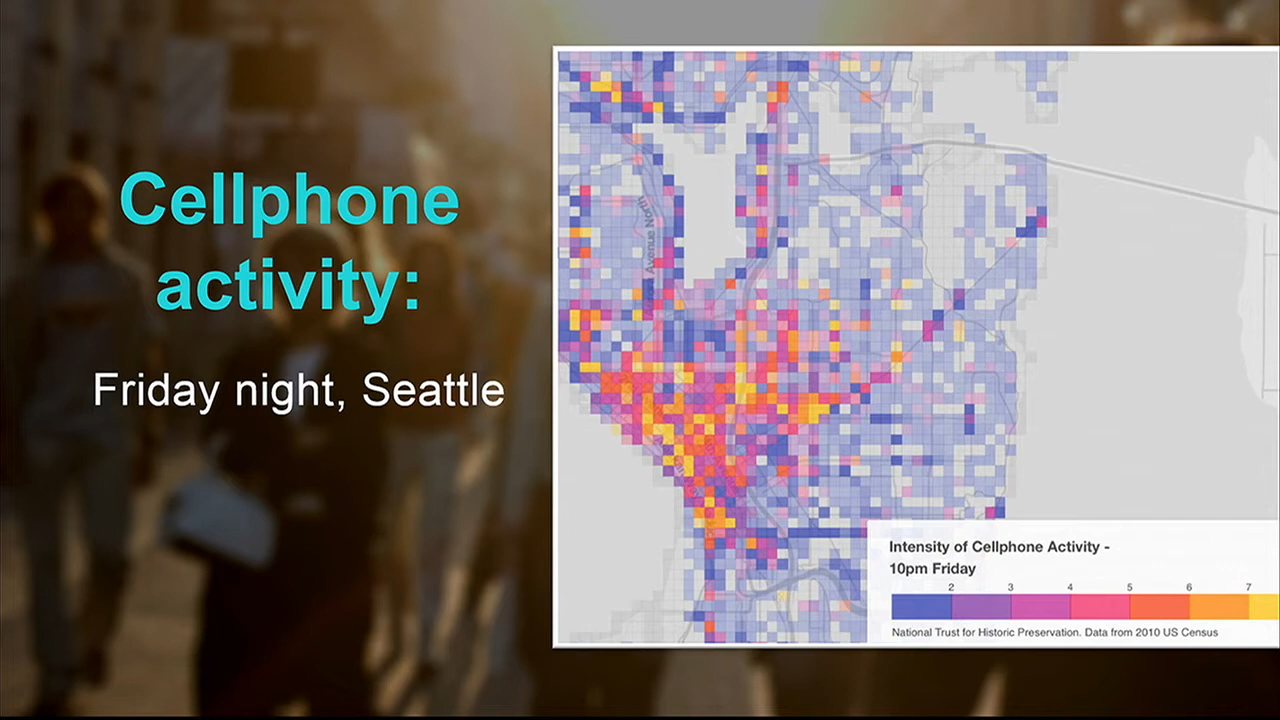 Cellphone
activity:
Friday night, Seattle
Avenue North
Intensity of Cellphone Activity -
10pm Friday
2 3 4 5 6 7
National Trust for Historic Preservation. Data from 2010 US Census